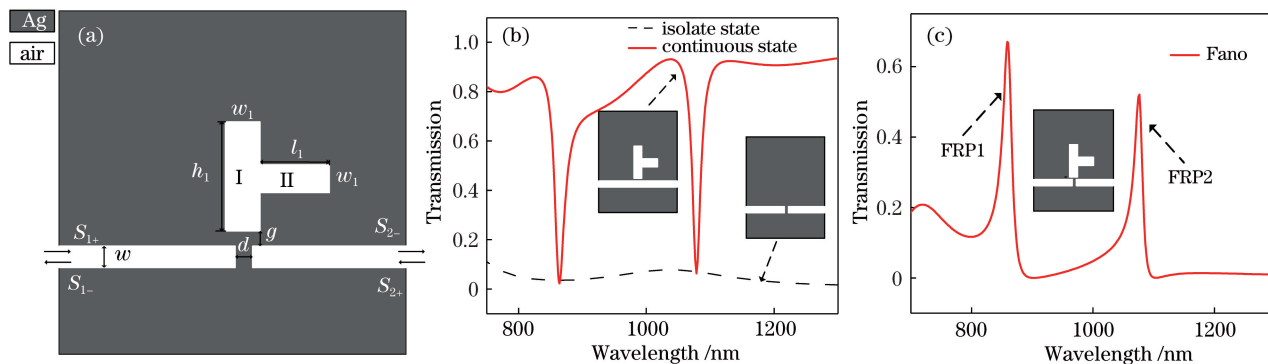 Ag
air
(a)
w₁
l₁
h₁
I
II
w₁
g
S₁₊
S₂₋
d
w
S₁₋
S₂₊
(b)
isolate state
continuous state
Transmission
1.0
0.8
0.6
0.4
0.2
0
800
1000
1200
Wavelength /nm
(c)
Fano
FRP1
FRP2
Transmission
0.6
0.4
0.2
0
800
1000
1200
Wavelength /nm